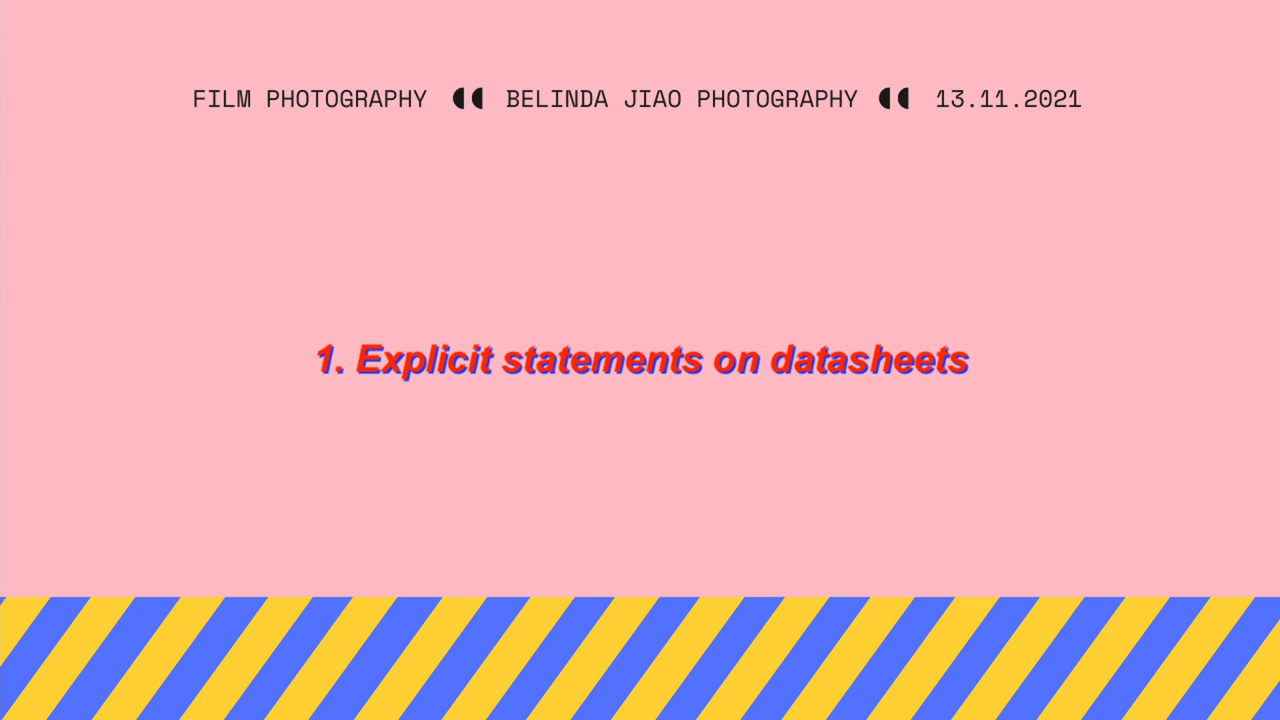 FILM PHOTOGRAPHY BELINDA JIAO PHOTOGRAPHY 13.11.2021
1. Explicit statements on datasheets